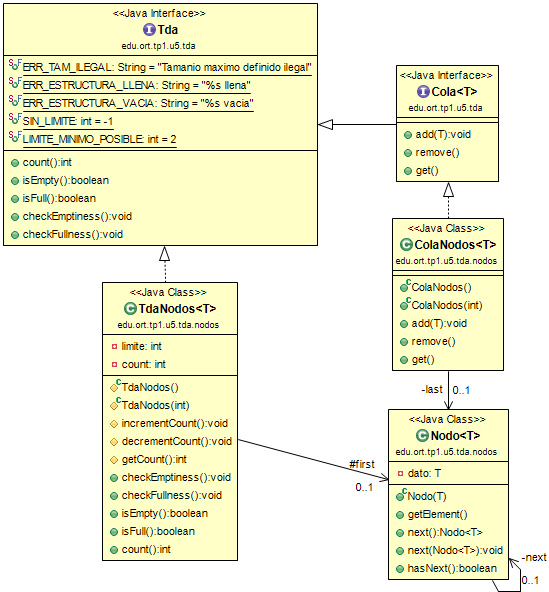 <<Java Interface>>
Tda
edu.ort.tp1.u5.tda
ERR_TAM_ILEGAL: String = "Tamanio maximo definido ilegal"
ERR_ESTRUCTURA_LLENA: String = "%s llena"
ERR_ESTRUCTURA_VACIA: String = "%s vacia"
SIN_LIMITE: int = -1
LIMITE_MINIMO_POSIBLE: int = 2
count():int
isEmpty():boolean
isFull():boolean
checkEmptiness():void
checkFullness():void
<<Java Interface>>
Cola<T>
edu.ort.tp1.u5.tda
add(T):void
remove()
get()
<<Java Class>>
ColaNodos<T>
edu.ort.tp1.u5.tda.nodos
ColaNodos()
ColaNodos(int)
add(T):void
remove()
get()
<<Java Class>>
TdaNodos<T>
edu.ort.tp1.u5.tda.nodos
limite: int
count: int
TdaNodos()
TdaNodos(int)
incrementCount():void
decrementCount():void
getCount():int
checkEmptiness():void
checkFullness():void
isEmpty():boolean
isFull():boolean
count():int
-last
0..1
#first
0..1
<<Java Class>>
Nodo<T>
edu.ort.tp1.u5.tda.nodos
dato: T
Nodo(T)
getElement()
next():Nodo<T>
next(Nodo<T>):void
hasNext():boolean
-next
0..1